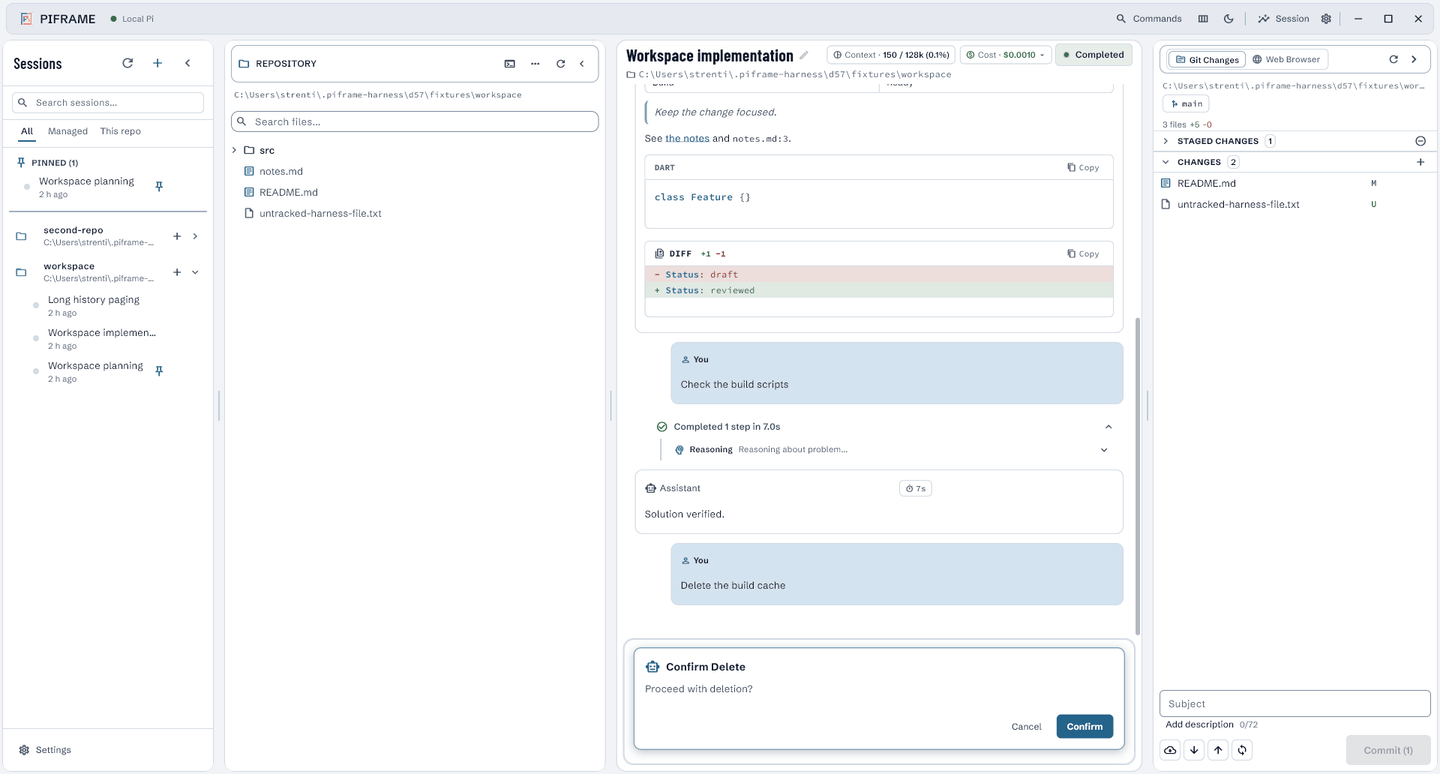 PIFRAME
Local Pi
Commands
Session
Sessions
Search sessions...
All Managed This repo
PINNED (1)
Workspace planning
2 h ago
second-repo
C:\Users\strenti\.piframe-...
workspace
C:\Users\strenti\.piframe-...
Long history paging
2 h ago
Workspace implemen...
2 h ago
Workspace planning
2 h ago
Settings
REPOSITORY
C:\Users\strenti\.piframe-harness\d57\fixtures\workspace
Search files...
src
notes.md
README.md
untracked-harness-file.txt
Workspace implementation
Context · 150 / 128k (0.1%)
Cost · $0.0010
Completed
C:\Users\strenti\.piframe-harness\d57\fixtures\workspace
Keep the change focused.
See the notes and notes.md:3.
DART Copy
class Feature {}
DIFF +1 -1 Copy
- Status: draft
+ Status: reviewed
You
Check the build scripts
Completed 1 step in 7.0s
Reasoning Reasoning about problem...
Assistant 7s
Solution verified.
You
Delete the build cache
Confirm Delete
Proceed with deletion?
Cancel Confirm
Git Changes Web Browser
C:\Users\strenti\.piframe-harness\d57\fixtures\wor...
main
3 files +5 -0
STAGED CHANGES 1
CHANGES 2
README.md M
untracked-harness-file.txt U
Subject
Add description 0/72
Commit (1)